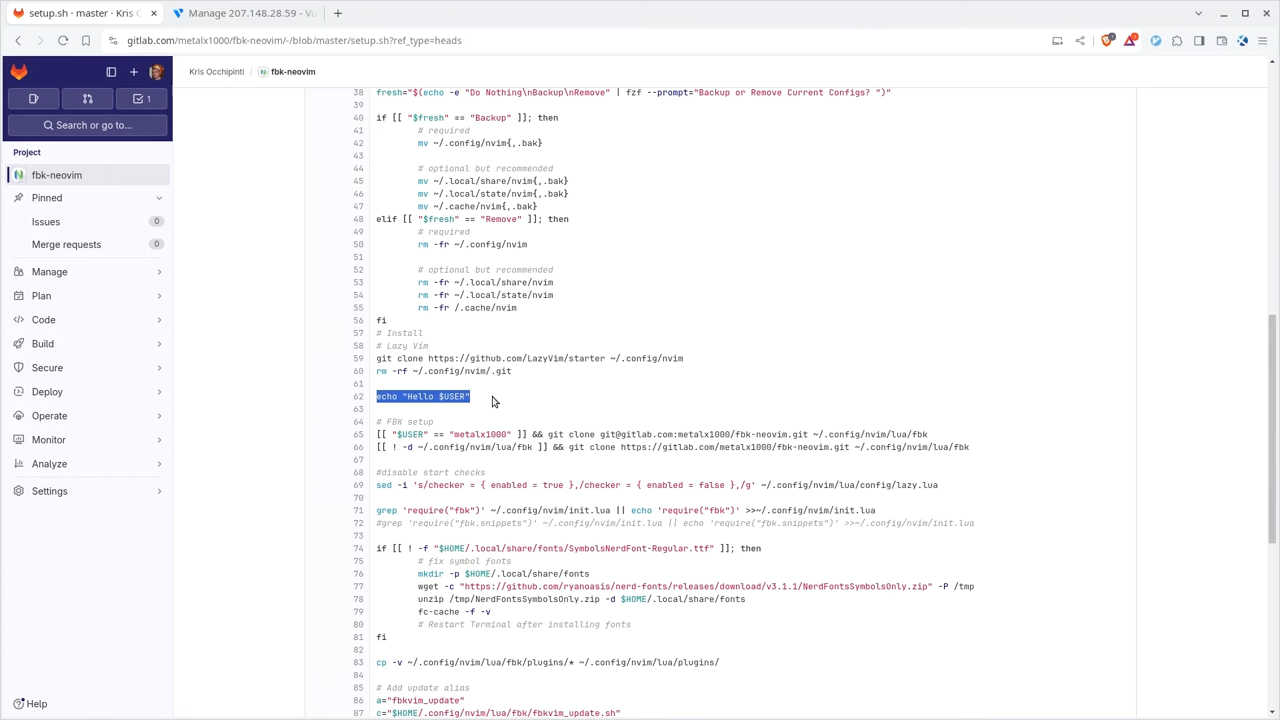 setup.sh · master · Kris O
Manage 207.148.28.59 - Vu
gitlab.com/metalx1000/fbk-neovim/-/blob/master/setup.sh?ref_type=heads
Kris Occhipinti / fbk-neovim
1
Search or go to...
Project
fbk-neovim
Pinned
Issues 0
Merge requests 0
Manage
Plan
Code
Build
Secure
Deploy
Operate
Monitor
Analyze
Settings
Help
38 fresh="$(echo -e "Do Nothing\nBackup\nRemove" | fzf --prompt="Backup or Remove Current Configs? ")"
39
40 if [[ "$fresh" == "Backup" ]]; then
41 # required
42 mv ~/.config/nvim{,.bak}
43
44 # optional but recommended
45 mv ~/.local/share/nvim{,.bak}
46 mv ~/.local/state/nvim{,.bak}
47 mv ~/.cache/nvim{,.bak}
48 elif [[ "$fresh" == "Remove" ]]; then
49 # required
50 rm -fr ~/.config/nvim
51
52 # optional but recommended
53 rm -fr ~/.local/share/nvim
54 rm -fr ~/.local/state/nvim
55 rm -fr /.cache/nvim
56 fi
57 # Install
58 # Lazy Vim
59 git clone https://github.com/LazyVim/starter ~/.config/nvim
60 rm -rf ~/.config/nvim/.git
61
62 echo "Hello $USER"
63
64 # FBK setup
65 [[ "$USER" == "metalx1000" ]] && git clone git@gitlab.com:metalx1000/fbk-neovim.git ~/.config/nvim/lua/fbk
66 [[ ! -d ~/.config/nvim/lua/fbk ]] && git clone https://gitlab.com/metalx1000/fbk-neovim.git ~/.config/nvim/lua/fbk
67
68 #disable start checks
69 sed -i 's/checker = { enabled = true },/checker = { enabled = false },/g' ~/.config/nvim/lua/config/lazy.lua
70
71 grep 'require("fbk")' ~/.config/nvim/init.lua || echo 'require("fbk")' >>~/.config/nvim/init.lua
72 #grep 'require("fbk.snippets")' ~/.config/nvim/init.lua || echo 'require("fbk.snippets")' >>~/.config/nvim/init.lua
73
74 if [[ ! -f "$HOME/.local/share/fonts/SymbolsNerdFont-Regular.ttf" ]]; then
75 # fix symbol fonts
76 mkdir -p $HOME/.local/share/fonts
77 wget -c "https://github.com/ryanoasis/nerd-fonts/releases/download/v3.1.1/NerdFontsSymbolsOnly.zip" -P /tmp
78 unzip /tmp/NerdFontsSymbolsOnly.zip -d $HOME/.local/share/fonts
79 fc-cache -f -v
80 # Restart Terminal after installing fonts
81 fi
82
83 cp -v ~/.config/nvim/lua/fbk/plugins/* ~/.config/nvim/lua/plugins/
84
85 # Add update alias
86 a="fbkvim_update"
87 c="$HOME/.config/nvim/lua/fbk/fbkvim_update.sh"